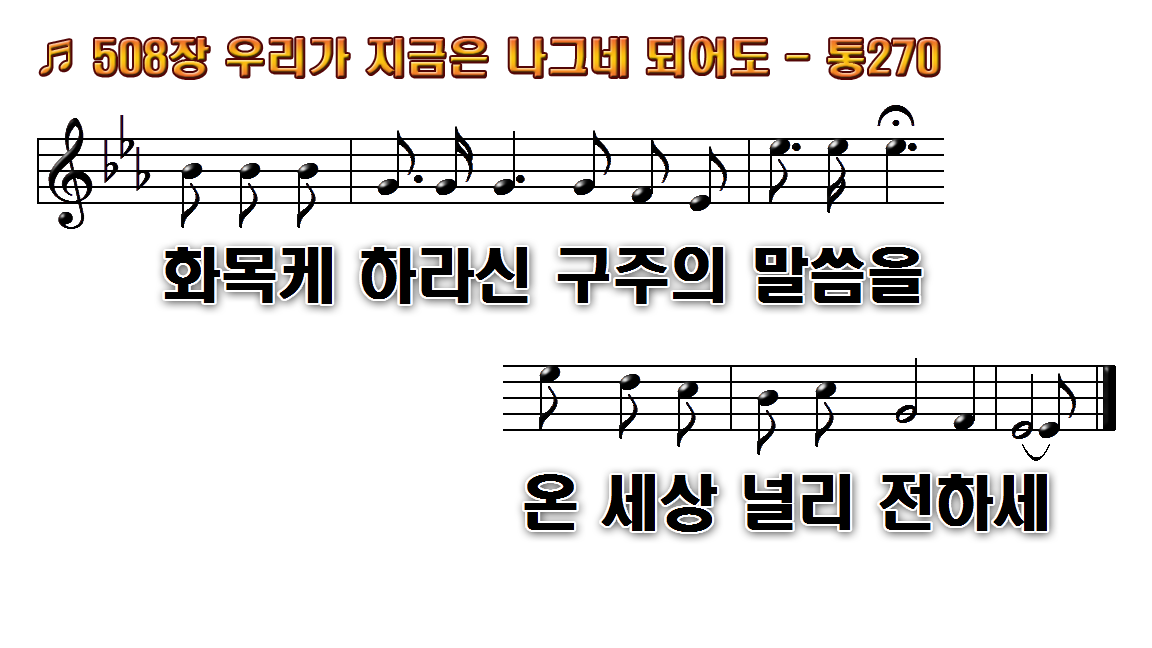 ♬ 508장 우리가 지금은 나그네 되어도 - 통270
화목케 하라신 구주의 말씀을
온 세상 널리 전하세